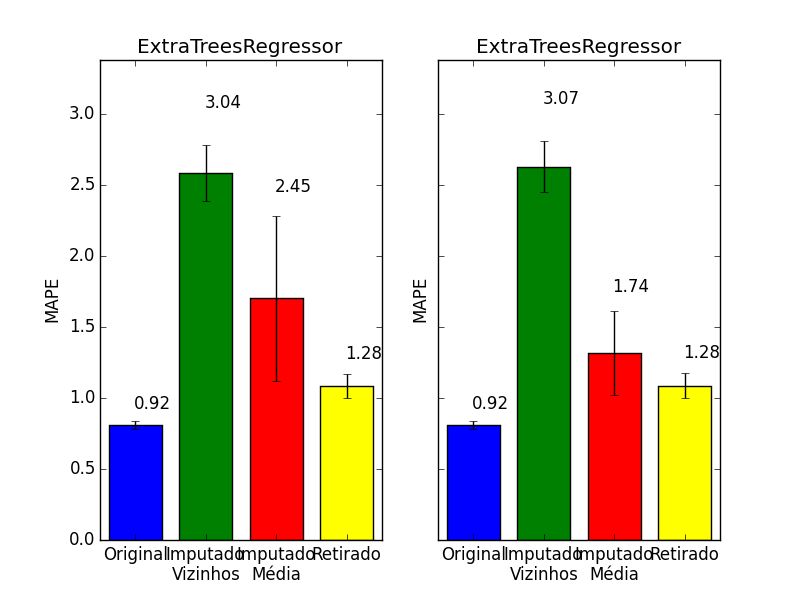 ExtraTreesRegressor
3.0
2.5
2.0
1.5
1.0
0.5
0.0
MAPE
3.04
2.45
1.28
0.92
Original
Imputado
Vizinhos
Imputado
Média
Retirado
ExtraTreesRegressor
MAPE
3.07
1.74
1.28
0.92
Original
Imputado
Vizinhos
Imputado
Média
Retirado